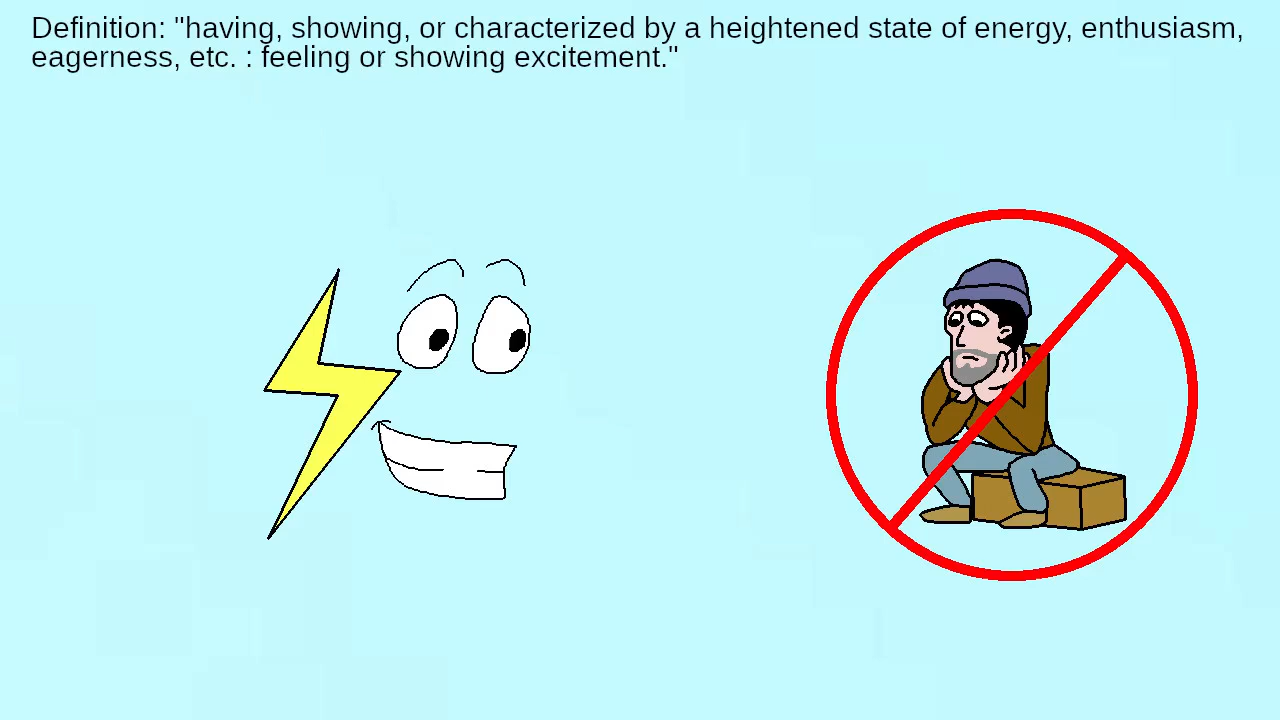 Definition: "having, showing, or characterized by a heightened state of energy, enthusiasm,
eagerness, etc. : feeling or showing excitement."